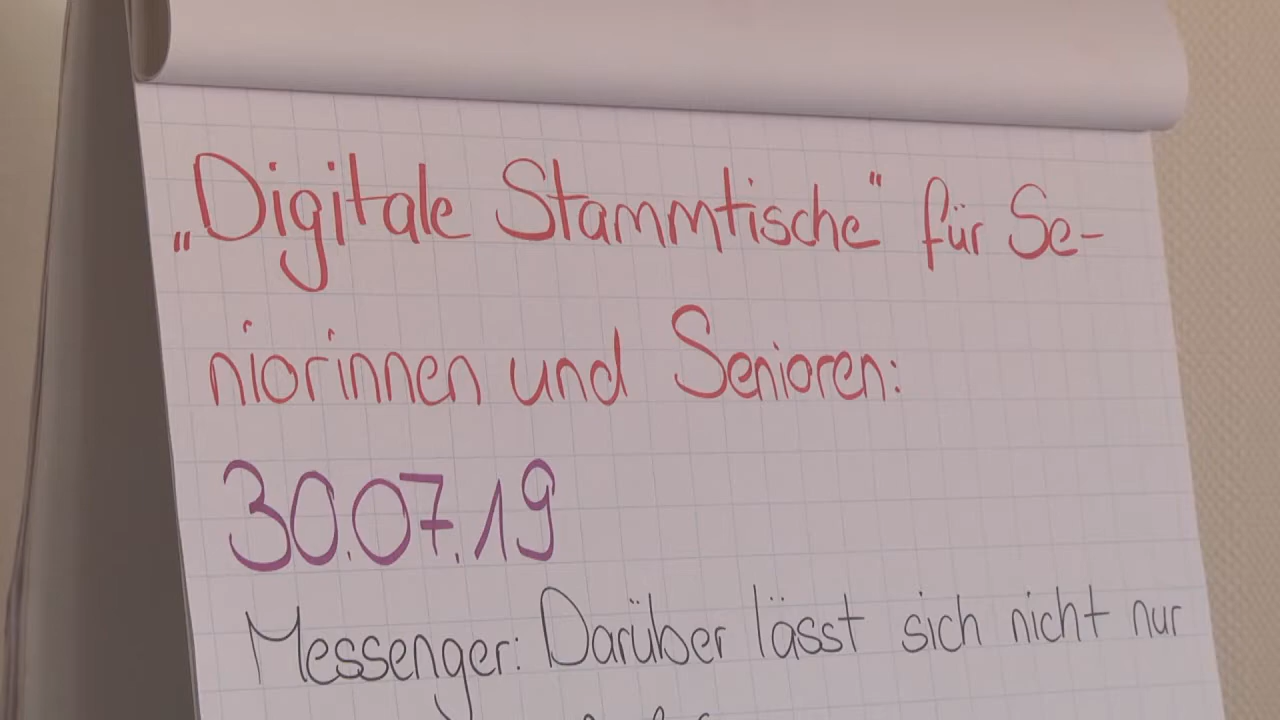 „Digitale Stammtische“ für Se-
niorinnen und Senioren:
30.07.19
Messenger: Darüber lässt sich nicht nur